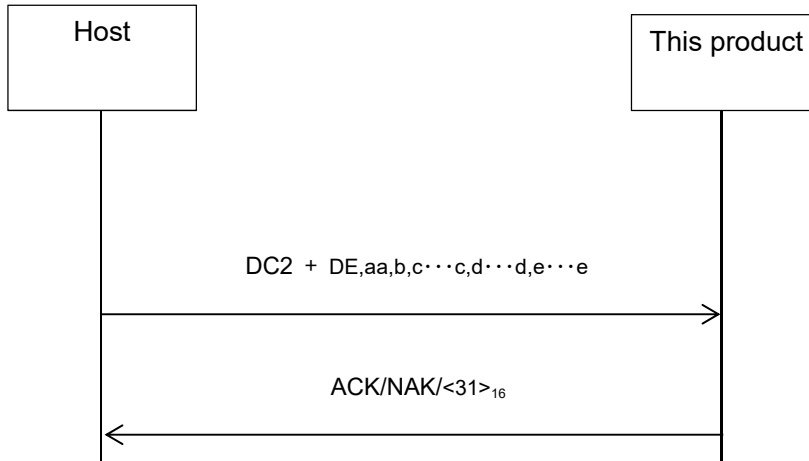 Host
This product
DC2 + DE,aa,b,c･･･c,d･･･d,e･･･e
ACK/NAK/<31>₁₆